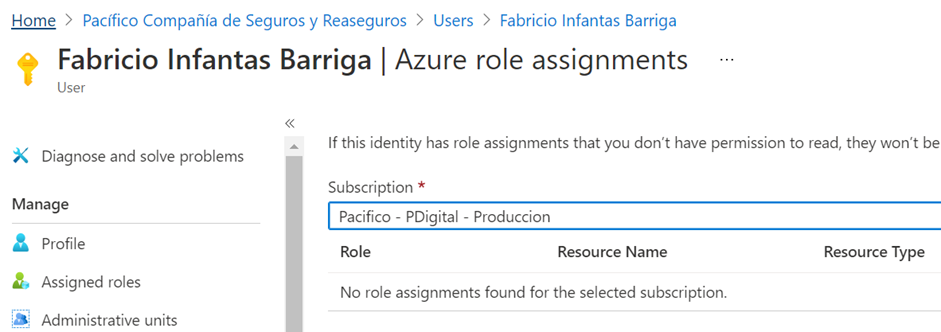 Home > Pacífico Compañía de Seguros y Reaseguros > Users > Fabricio Infantas Barriga
Fabricio Infantas Barriga | Azure role assignments ...
User
«
Diagnose and solve problems
Manage
Profile
Assigned roles
Administrative units
If this identity has role assignments that you don't have permission to read, they won't be
Subscription *
Pacifico - PDigital - Produccion
Role Resource Name Resource Type
No role assignments found for the selected subscription.